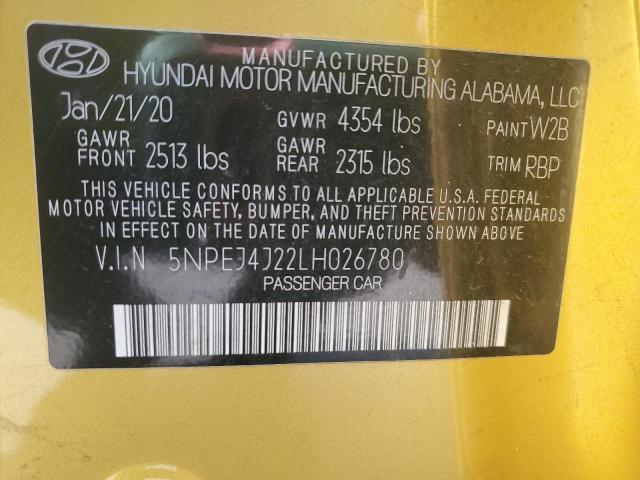 MANUFACTURED BY
HYUNDAI MOTOR MANUFACTURING ALABAMA, LLC
Jan/21/20 GVWR 4354 lbs PAINT W2B
GAWR FRONT 2513 lbs GAWR REAR 2315 lbs TRIM RBP
THIS VEHICLE CONFORMS TO ALL APPLICABLE U.S.A. FEDERAL
MOTOR VEHICLE SAFETY, BUMPER, AND THEFT PREVENTION STANDARDS
IN EFFECT ON THE DATE OF MANUFACTURE SHOWN ABOVE
V.I.N 5NPEJ4J22LH026780
PASSENGER CAR